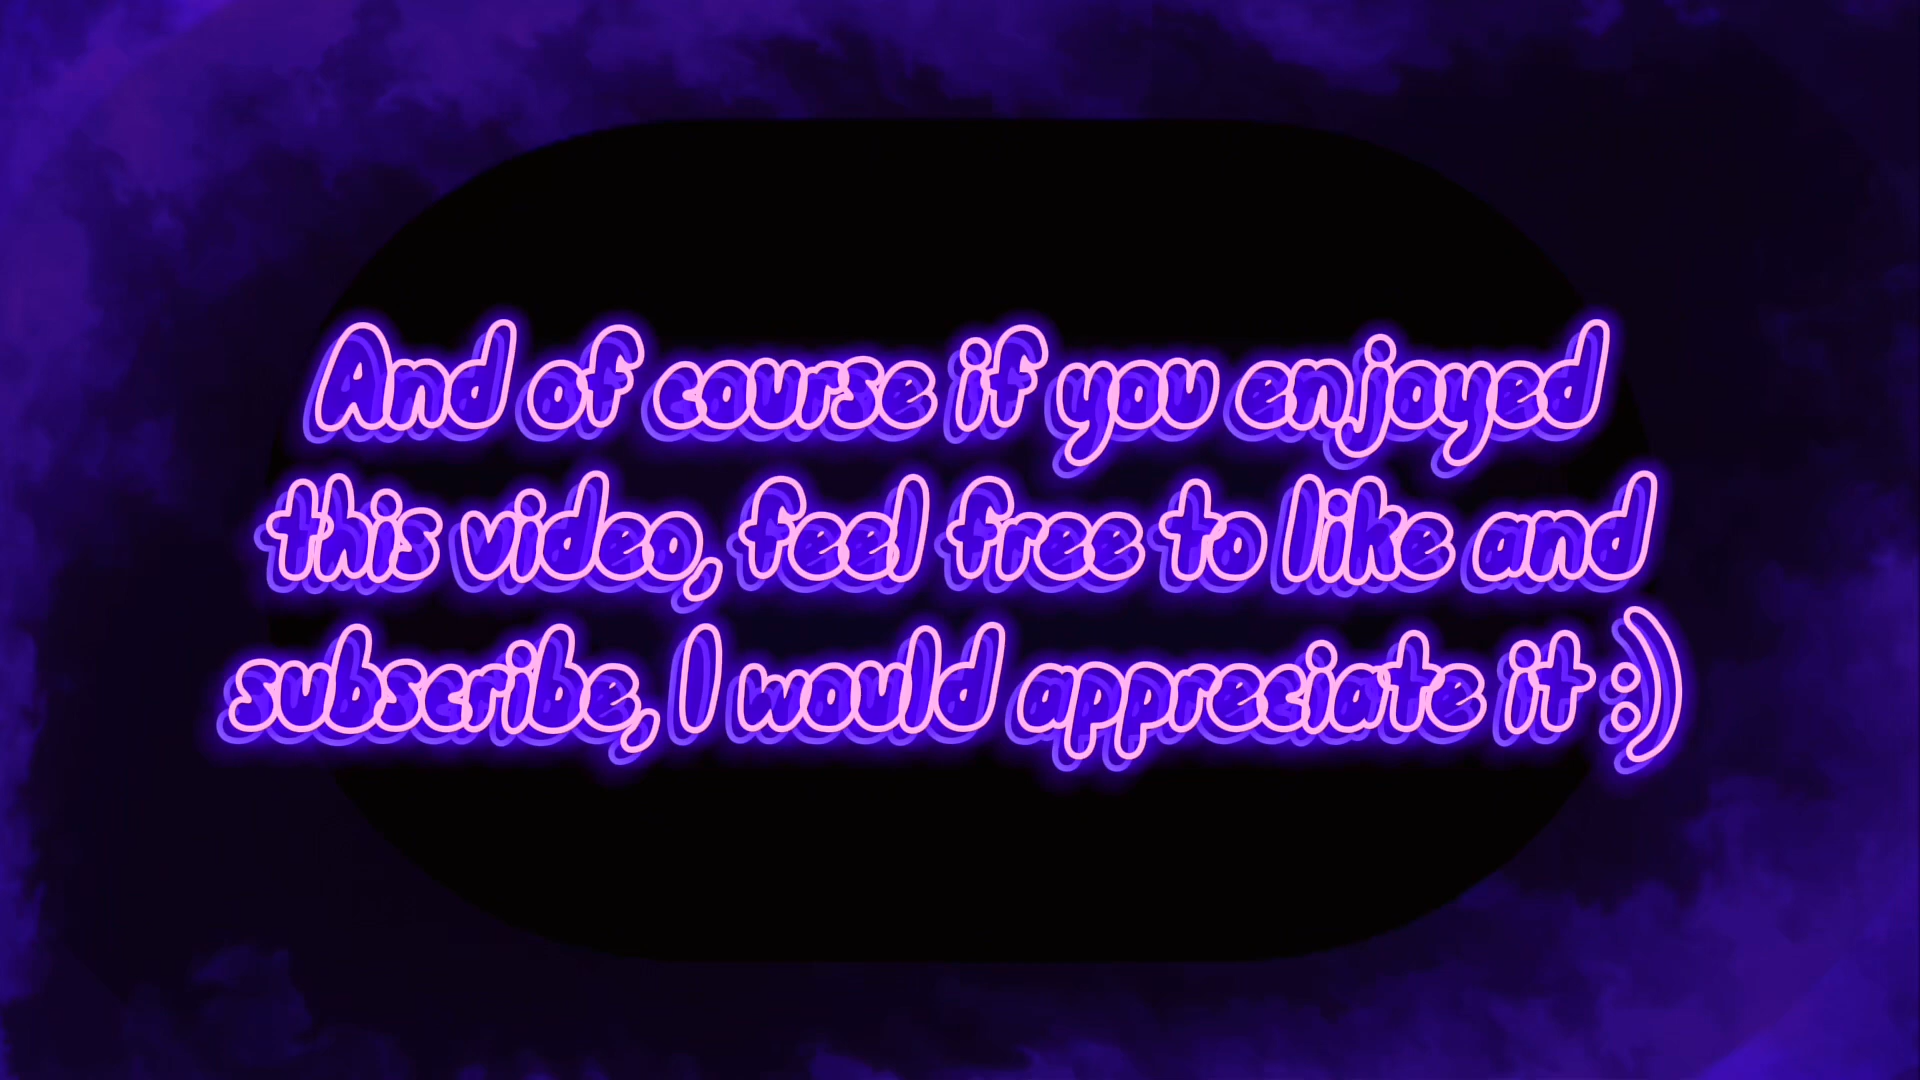 And of course if you enjoyed
this video, feel free to like and
subscribe, I would appreciate it :)